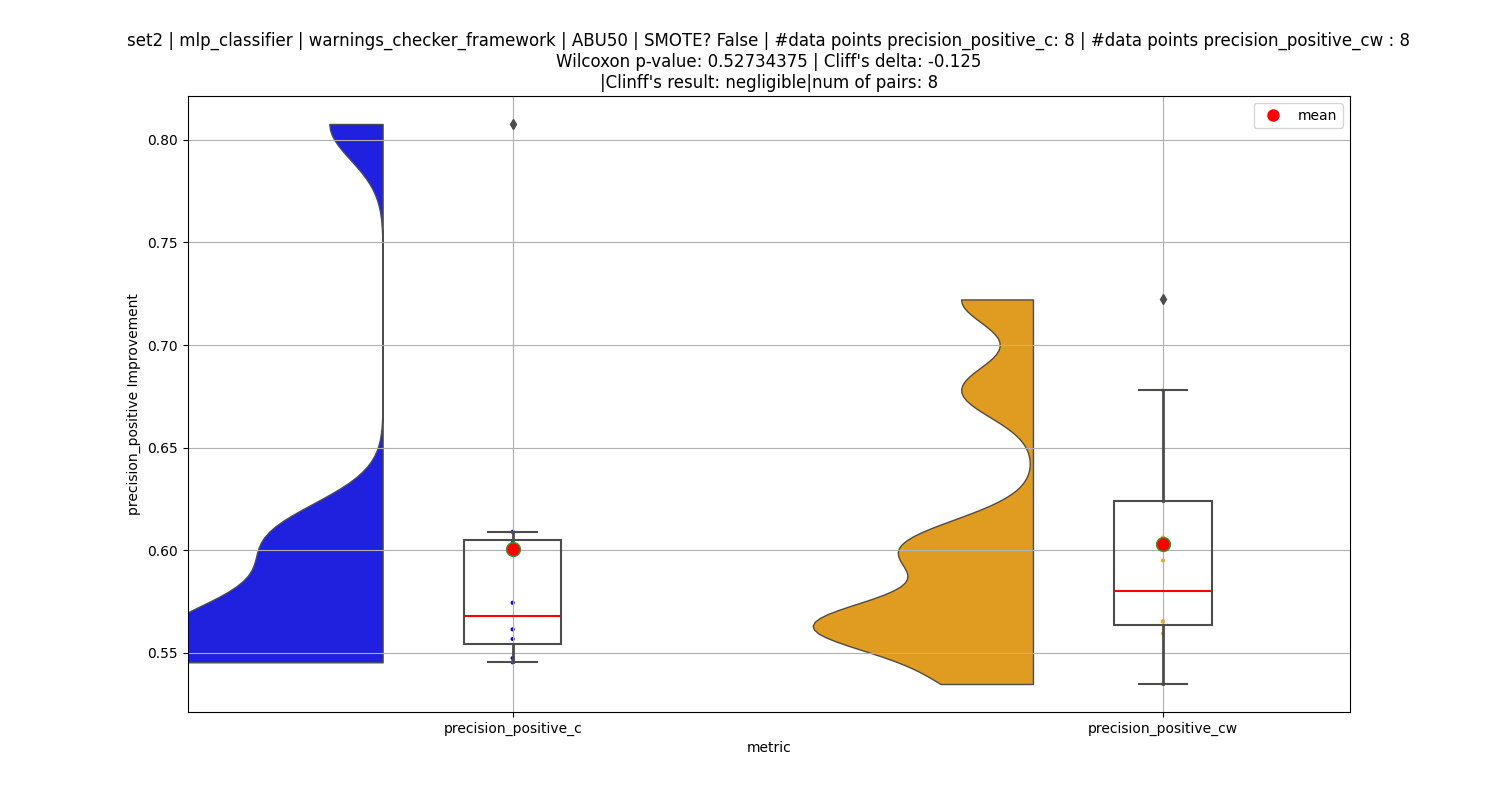 set2 | mlp_classifier | warnings_checker_framework | ABU50 | SMOTE? False | #data points precision_positive_c: 8 | #data points precision_positive_cw : 8
Wilcoxon p-value: 0.52734375 | Cliff's delta: -0.125
|Clinff's result: negligible|num of pairs: 8
mean
0.80
0.75
0.70
0.65
0.60
0.55
precision_positive Improvement
precision_positive_c
precision_positive_cw
metric